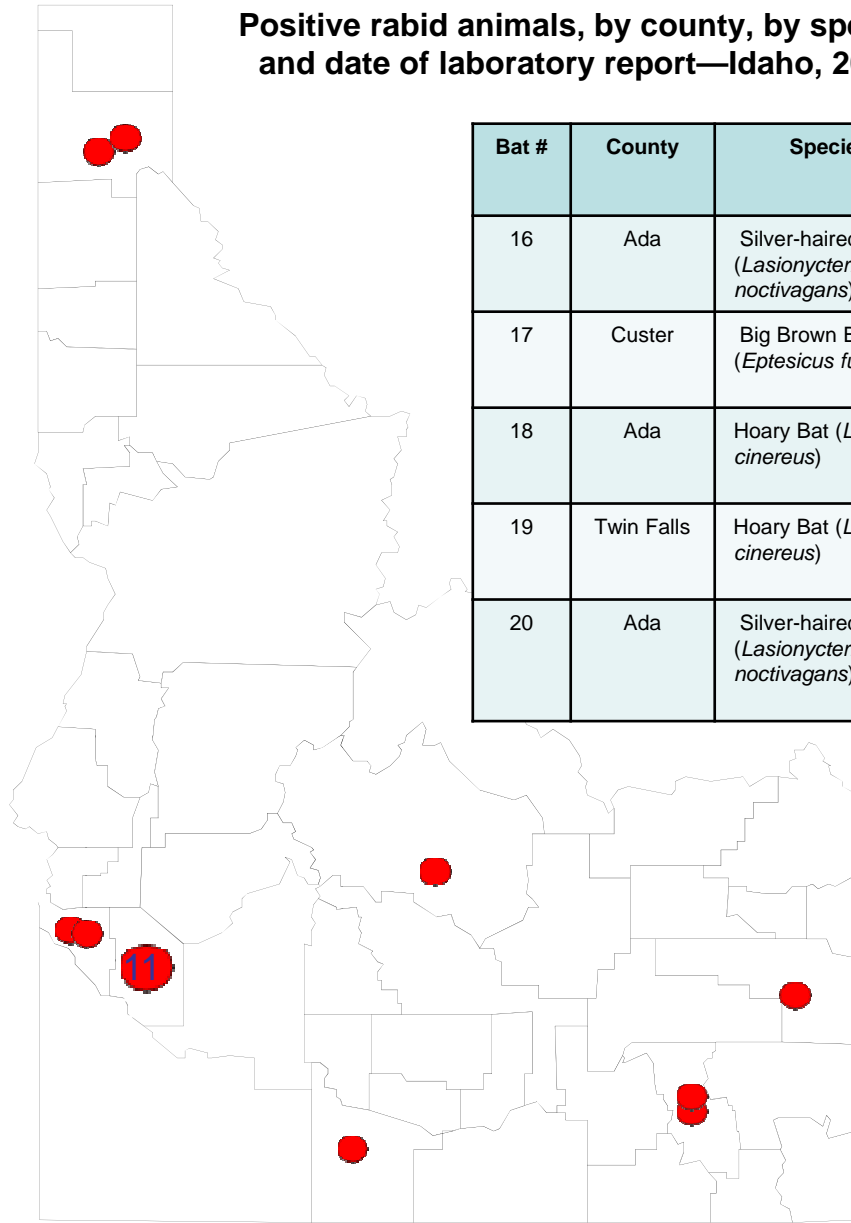 Positive rabid animals, by county, by spe
and date of laboratory report—Idaho, 2
Bat # County Specie
16 Ada Silver-haired
(Lasionycter
noctivagans)
17 Custer Big Brown
(Eptesicus fu
18 Ada Hoary Bat (L
cinereus)
19 Twin Falls Hoary Bat (L
cinereus)
20 Ada Silver-haired
(Lasionycter
noctivagans)
11